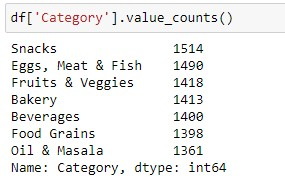 df['Category'].value_counts()
Snacks 1514
Eggs, Meat & Fish 1490
Fruits & Veggies 1418
Bakery 1413
Beverages 1400
Food Grains 1398
Oil & Masala 1361
Name: Category, dtype: int64